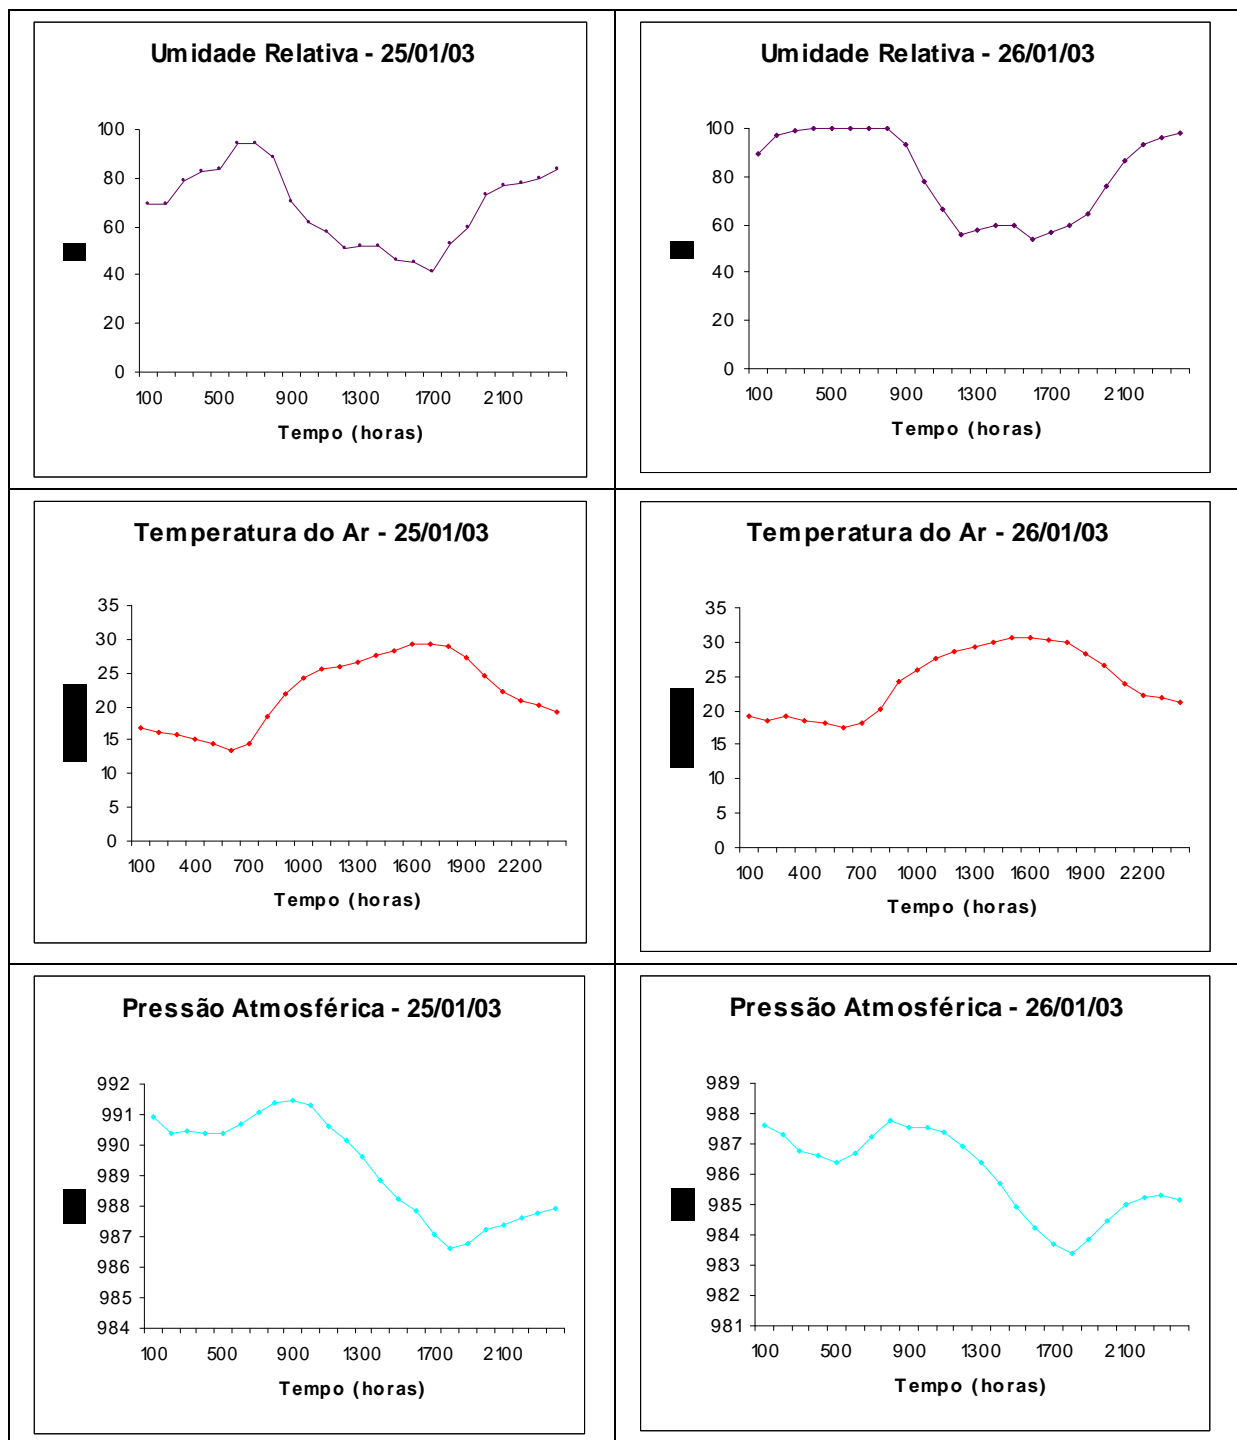 Umidade Relativa - 25/01/03
100
80
60
40
20
0
100 500 900 1300 1700 2100
Tempo (horas)
Umidade Relativa - 26/01/03
100
80
60
40
20
0
100 500 900 1300 1700 2100
Tempo (horas)
Temperatura do Ar - 25/01/03
35
30
25
20
15
10
5
0
100 400 700 1000 1300 1600 1900 2200
Tempo (horas)
Temperatura do Ar - 26/01/03
35
30
25
20
15
10
5
0
100 400 700 1000 1300 1600 1900 2200
Tempo (horas)
Pressão Atmosférica - 25/01/03
992
991
990
989
988
987
986
985
984
100 500 900 1300 1700 2100
Tempo (horas)
Pressão Atmosférica - 26/01/03
989
988
987
986
985
984
983
982
981
100 500 900 1300 1700 2100
Tempo (horas)